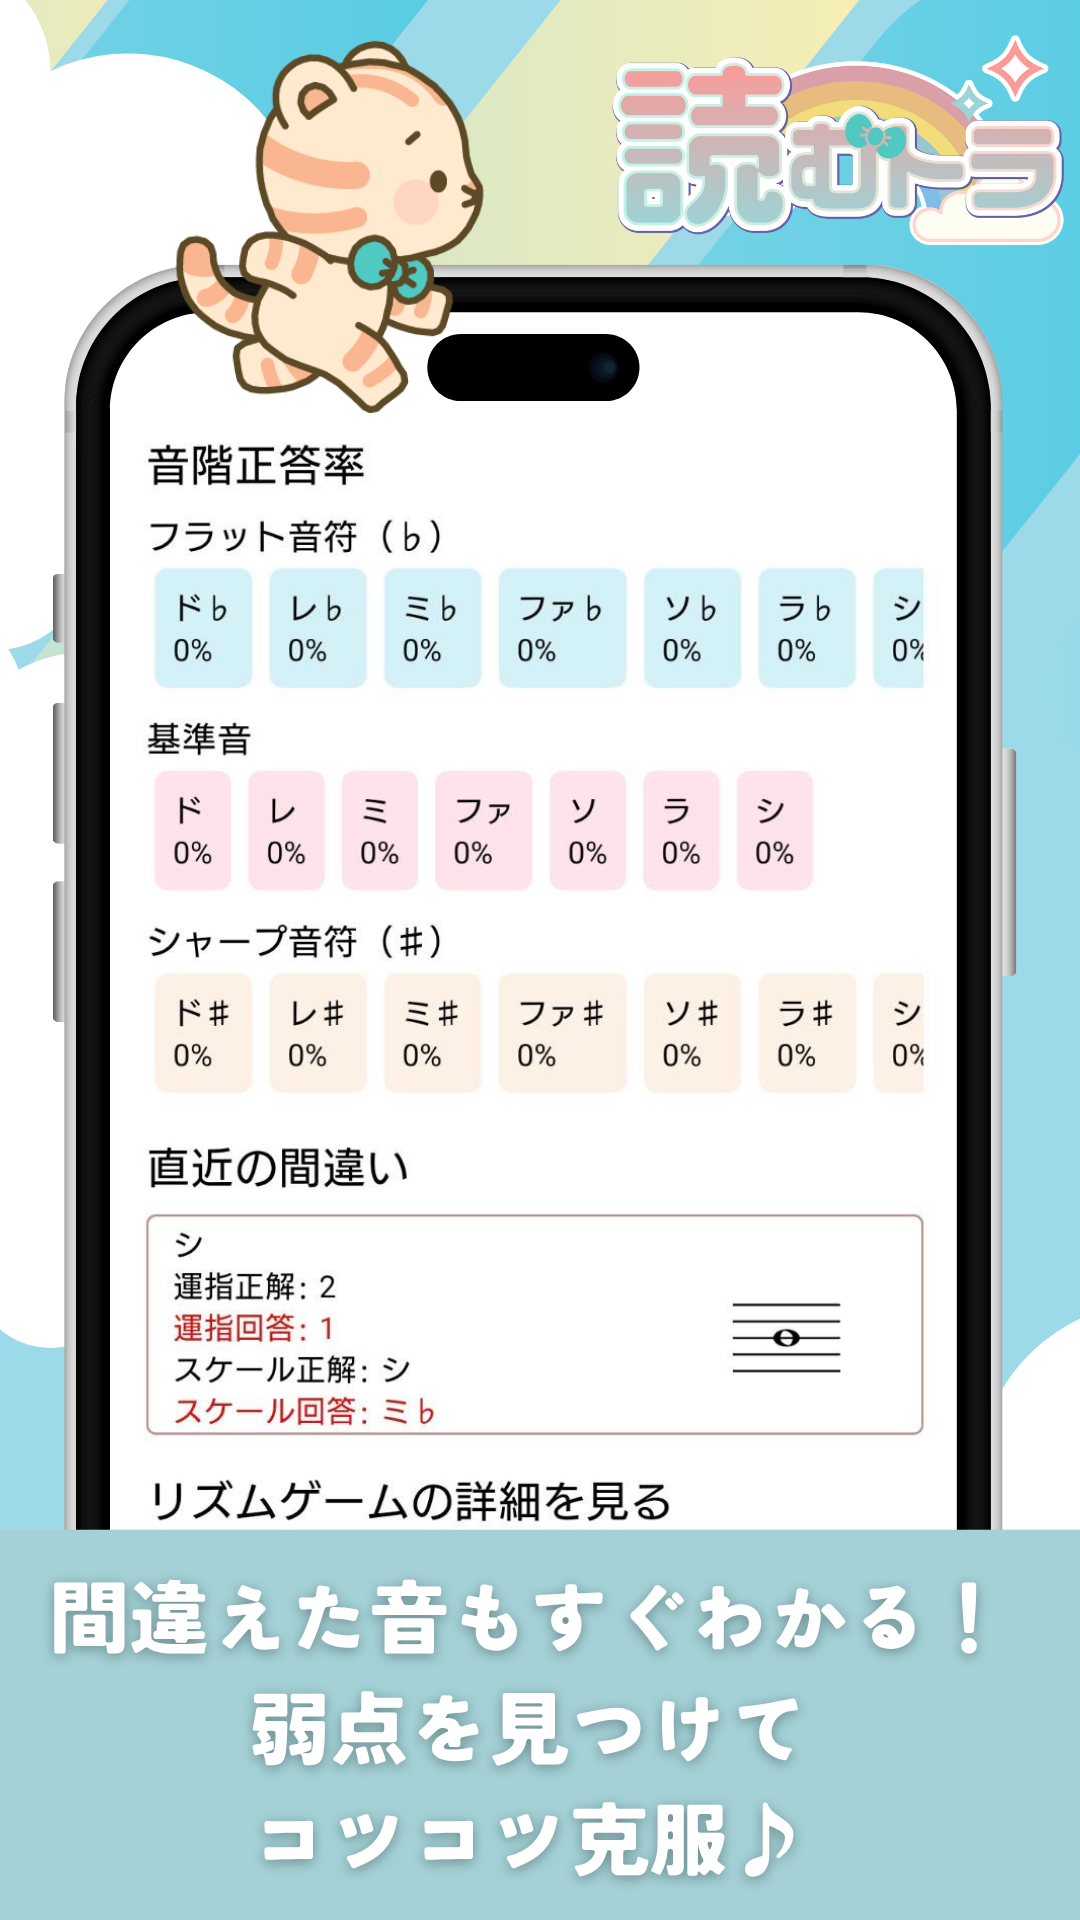 読むトラ
音階正答率
フラット音符（♭）
ド♭ レ♭ ミ♭ ファ♭ ソ♭ ラ♭ シ
0% 0% 0% 0% 0% 0% 0%
基準音
ド レ ミ ファ ソ ラ シ
0% 0% 0% 0% 0% 0% 0%
シャープ音符（♯）
ド♯ レ♯ ミ♯ ファ♯ ソ♯ ラ♯ シ
0% 0% 0% 0% 0% 0% 0%
直近の間違い
シ
運指正解: 2
運指回答: 1
スケール正解: シ
スケール回答: ミ♭
リズムゲームの詳細を見る
間違えた音もすぐわかる！
弱点を見つけて
コツコツ克服♪